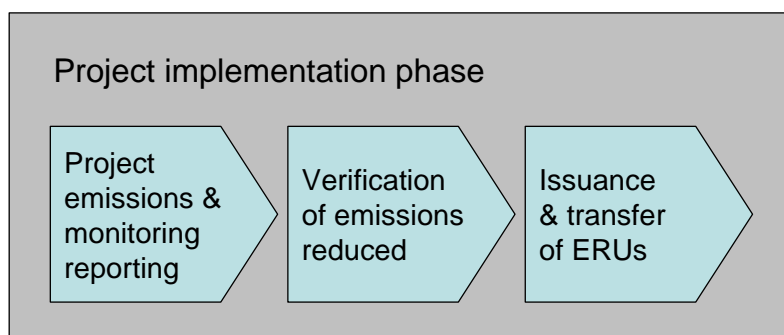 Project implementation phase
Project
emissions &
monitoring
reporting
Verification
of emissions
reduced
Issuance
& transfer
of ERUs